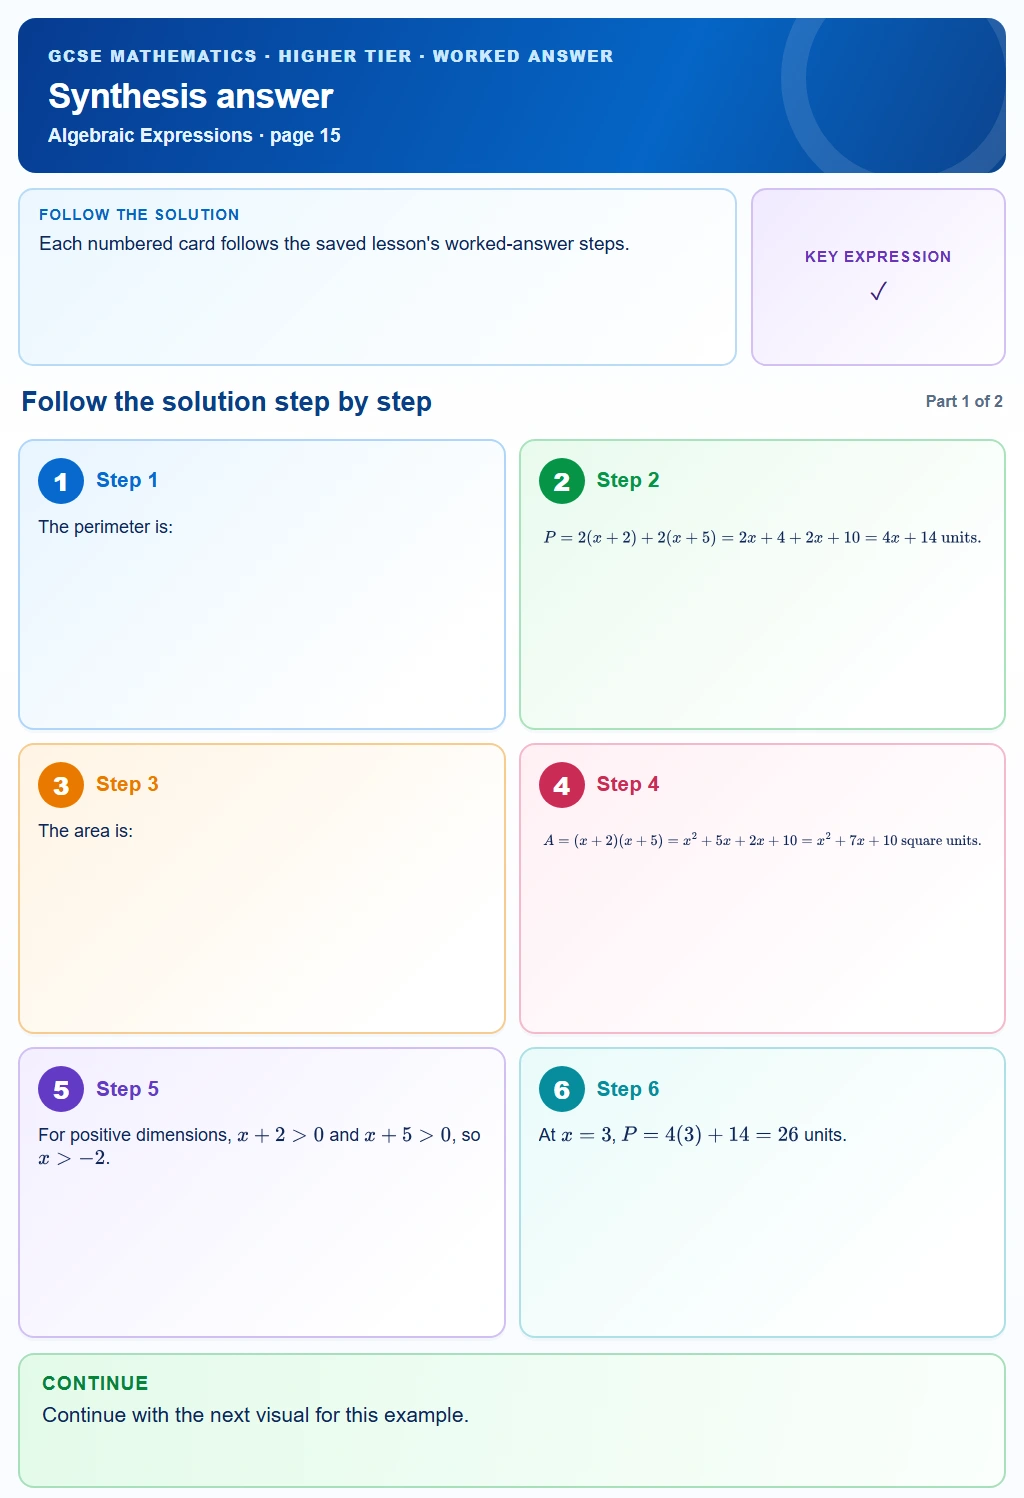 GCSE MATHEMATICS · HIGHER TIER · WORKED ANSWER
Synthesis answer
Algebraic Expressions · page 15
FOLLOW THE SOLUTION
Each numbered card follows the saved lesson's worked-answer steps.
KEY EXPRESSION
✓
Follow the solution step by step
Part 1 of 2
1 Step 1
The perimeter is:
2 Step 2
P = 2(x + 2) + 2(x + 5) = 2x + 4 + 2x + 10 = 4x + 14 units.
3 Step 3
The area is:
4 Step 4
A = (x + 2)(x + 5) = x² + 5x + 2x + 10 = x² + 7x + 10 square units.
5 Step 5
For positive dimensions, x + 2 > 0 and x + 5 > 0, so
x > −2.
6 Step 6
At x = 3, P = 4(3) + 14 = 26 units.
CONTINUE
Continue with the next visual for this example.